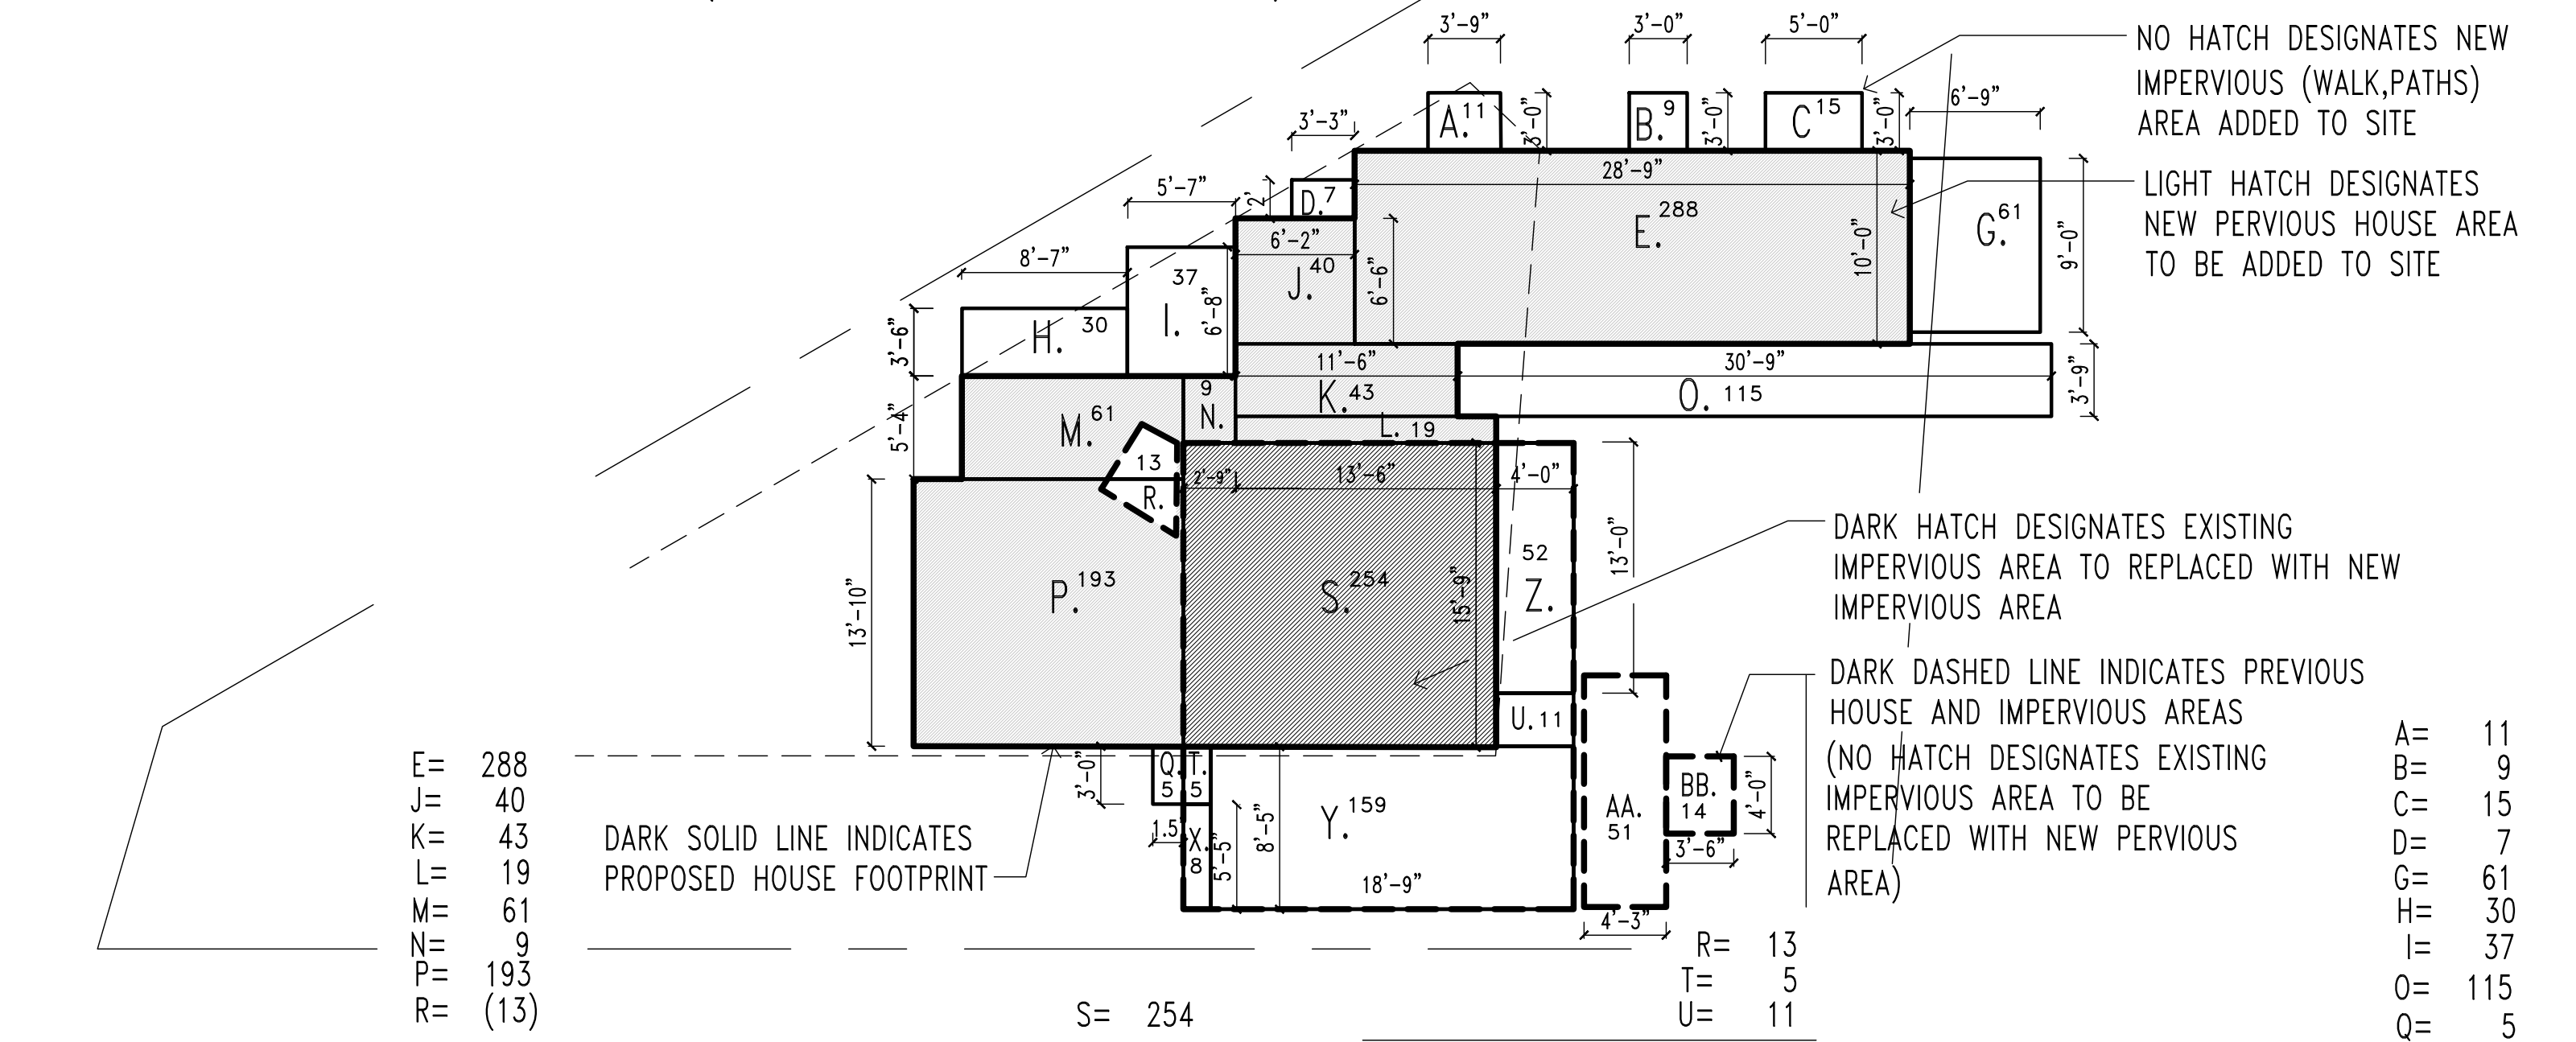 3'-9"
3'-0"
5'-0"
NO HATCH DESIGNATES NEW
IMPERVIOUS (WALK,PATHS)
AREA ADDED TO SITE
A. 11
3'-0"
B. 9
3'-0"
C 15
3'-0"
6'-9"
3'-3"
28'-9"
LIGHT HATCH DESIGNATES
NEW PERVIOUS HOUSE AREA
TO BE ADDED TO SITE
5'-7"
2'
D. 7
E. 288
10'-0"
G. 61
9'-0"
8'-7"
37
I.
6'-8"
6'-2"
J. 40
6'-6"
3'-6"
H. 30
11'-6"
30'-9"
K. 43
O. 115
3'-9"
5'-4"
M. 61
9
N.
L. 19
13
R.
2'-9"
13'-6"
4'-0"
13'-0"
DARK HATCH DESIGNATES EXISTING
IMPERVIOUS AREA TO REPLACED WITH NEW
IMPERVIOUS AREA
13'-10"
P. 193
S. 254
15'-9"
52
Z.
U. 11
DARK DASHED LINE INDICATES PREVIOUS
HOUSE AND IMPERVIOUS AREAS
(NO HATCH DESIGNATES EXISTING
IMPERVIOUS AREA TO BE
REPLACED WITH NEW PERVIOUS
AREA)
3'-0"
Q.
5
T.
5
1.5'
X.
8
5'-5"
8'-5"
Y. 159
18'-9"
AA.
51
BB.
14
4'-0"
3'-6"
4'-3"
DARK SOLID LINE INDICATES
PROPOSED HOUSE FOOTPRINT
E= 288
J= 40
K= 43
L= 19
M= 61
N= 9
P= 193
R= (13)
S= 254
R= 13
T= 5
U= 11
A= 11
B= 9
C= 15
D= 7
G= 61
H= 30
I= 37
O= 115
Q= 5